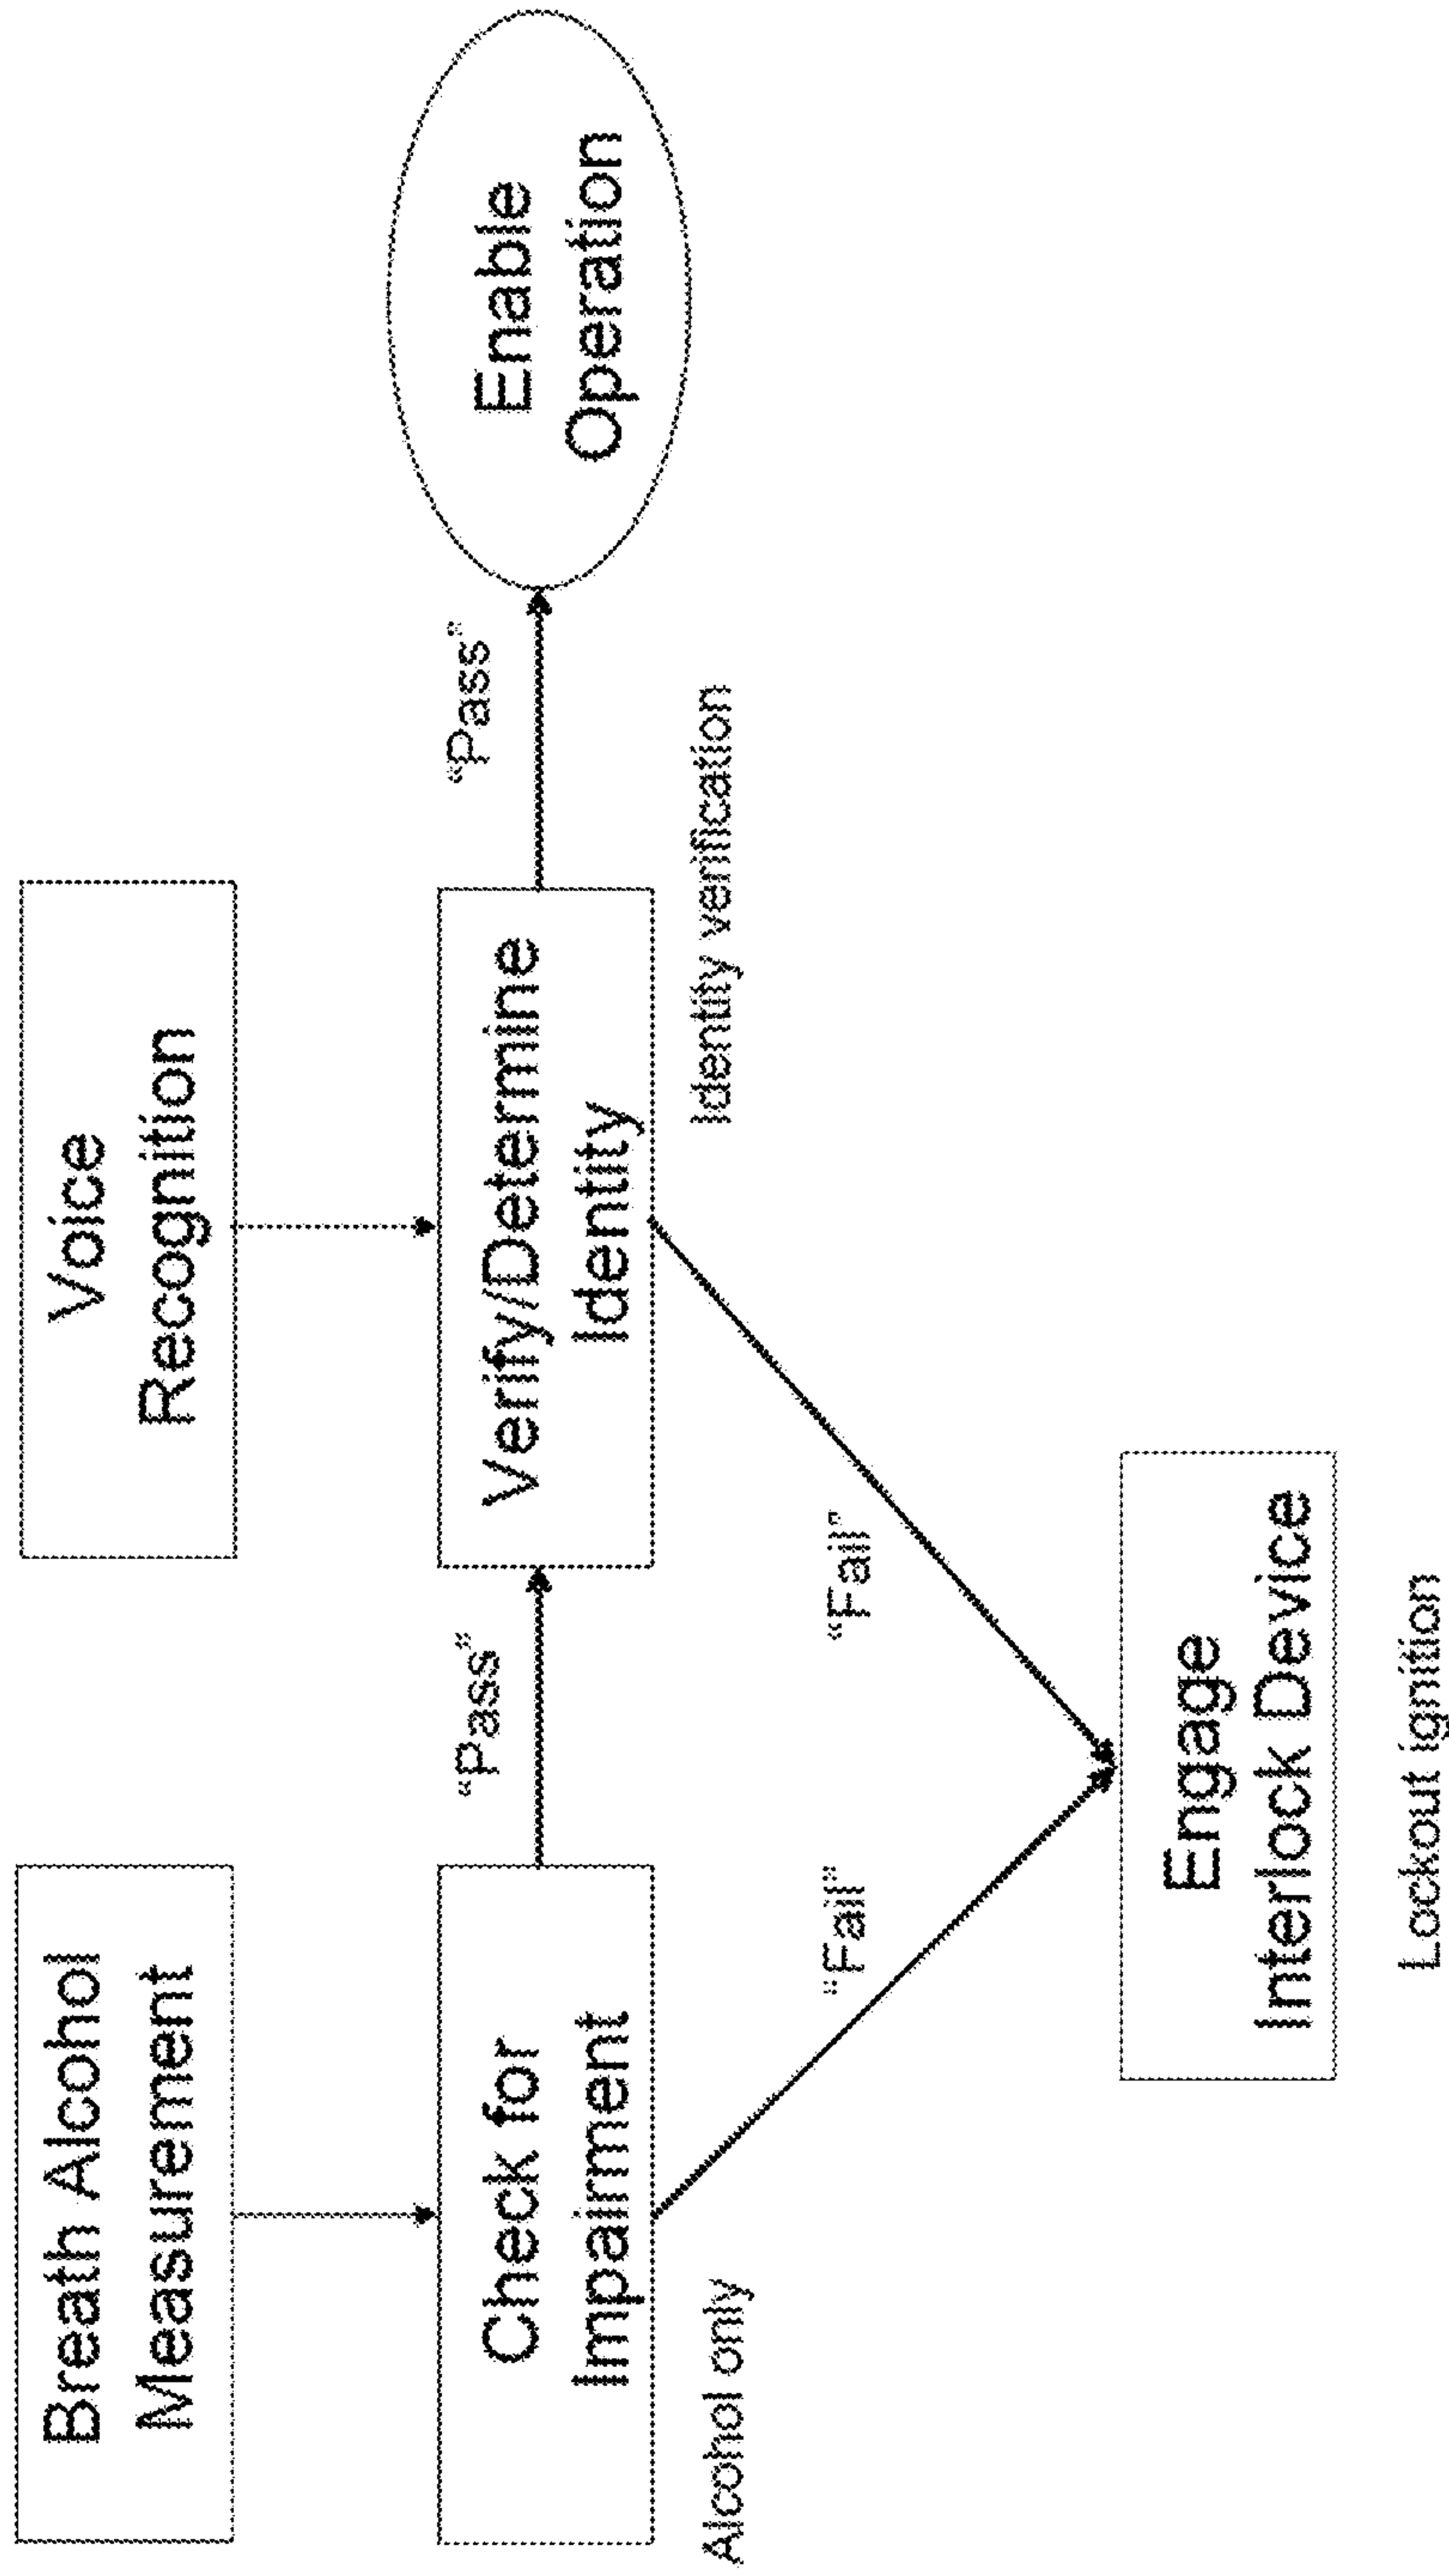 Breath Alcohol
Measurement
Voice
Recognition
Check for
Impairment
"Pass"
Verify/Determine
Identity
"Pass"
Enable
Operation
Alcohol only
Identity verification
"Fail"
"Fail"
Engage
Interlock Device
Lockout ignition